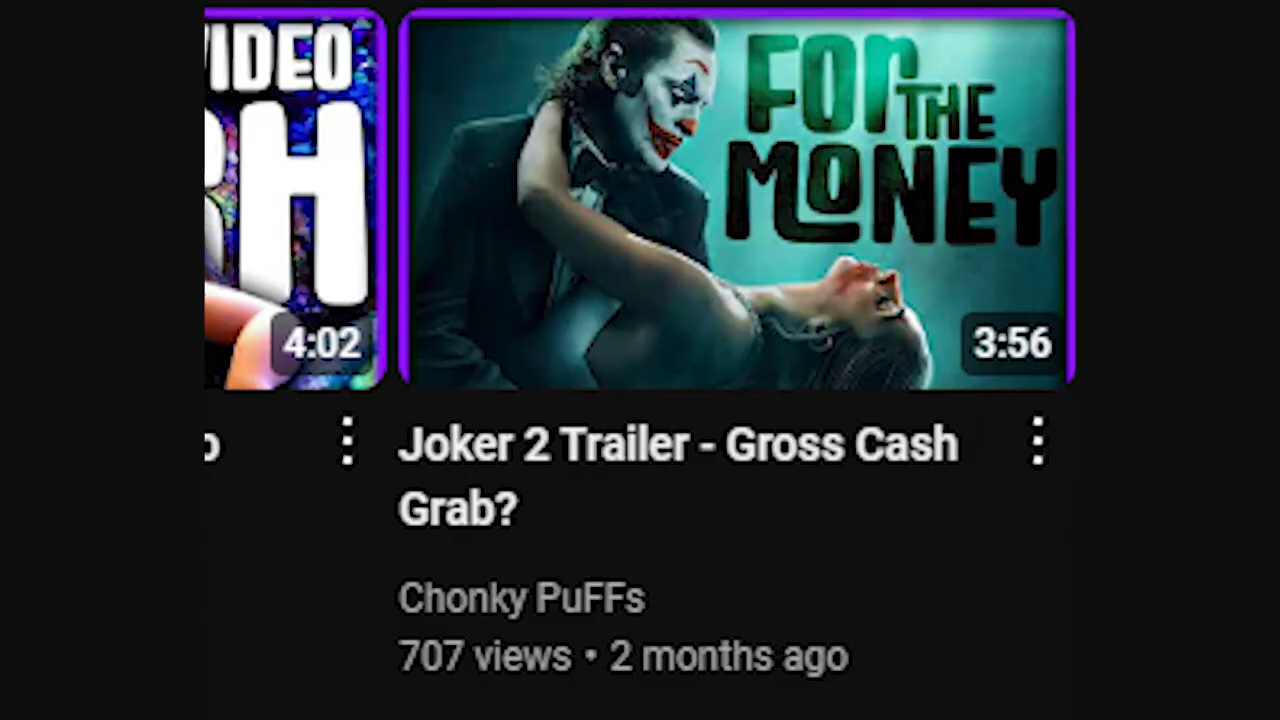 VIDEO
H
4:02
FOr THE
MONEY
3:56
Joker 2 Trailer - Gross Cash
Grab?
Chonky PuFFs
707 views • 2 months ago